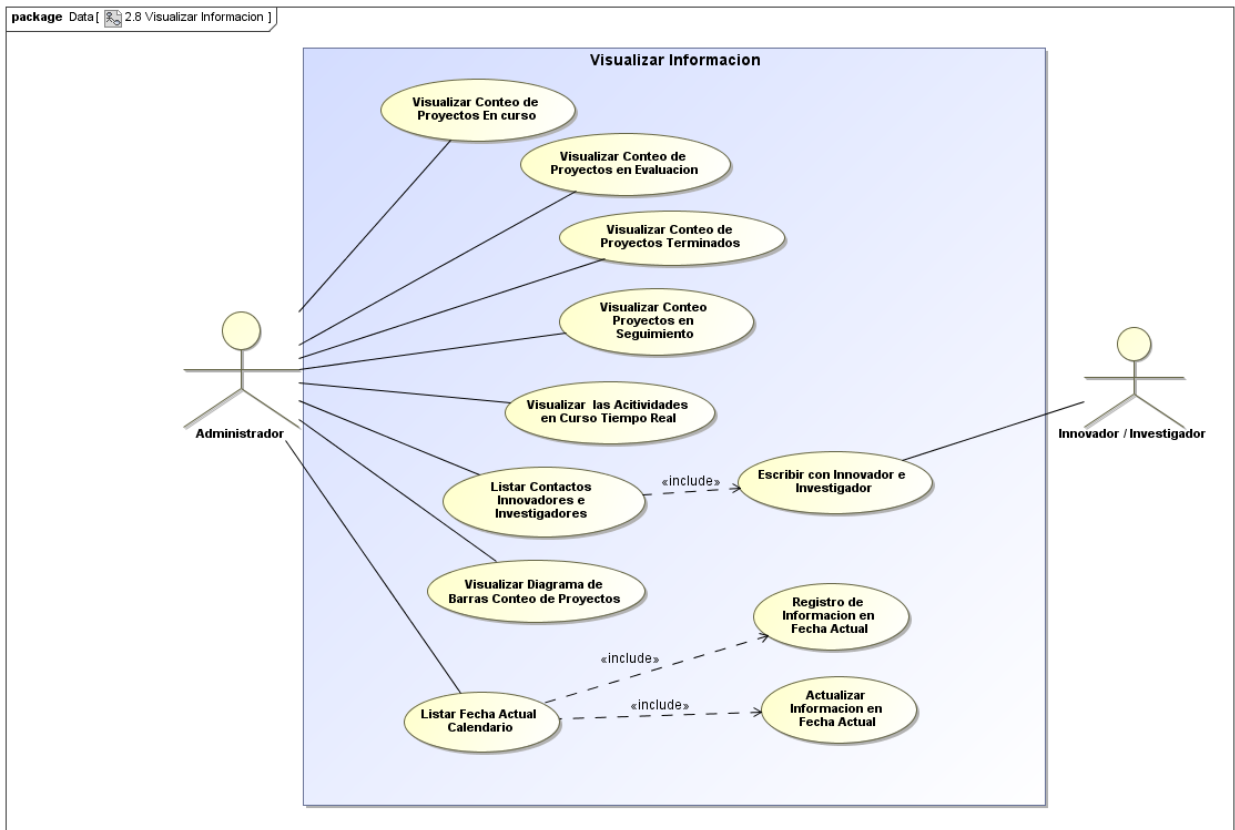 package Data [ 2.8 Visualizar Informacion ]
Visualizar Informacion
Visualizar Conteo de
Proyectos En curso
Visualizar Conteo de
Proyectos en Evaluacion
Visualizar Conteo de
Proyectos Terminados
Visualizar Conteo
Proyectos en
Seguimiento
Visualizar las Acitividades
en Curso Tiempo Real
Administrador
Innovador / Investigador
Listar Contactos
Innovadores e
Investigadores
«include»
Escribir con Innovador e
Investigador
Visualizar Diagrama de
Barras Conteo de Proyectos
Registro de
Informacion en
Fecha Actual
«include»
Listar Fecha Actual
Calendario
«include»
Actualizar
Informacion en
Fecha Actual